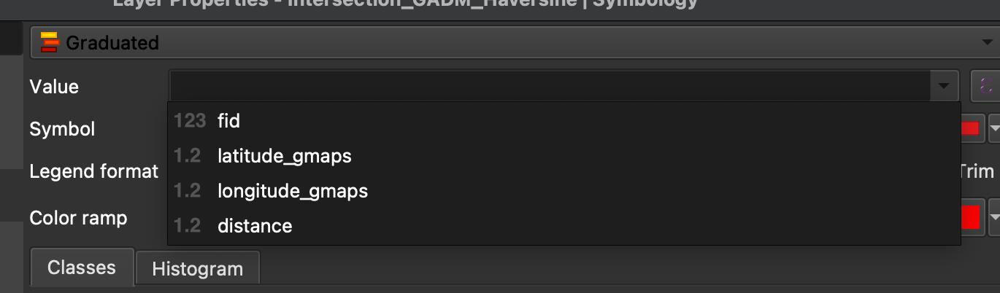 Layer Properties - Intersection_GADM_Haversine | Symbology
Graduated
Value
123 fid
Symbol
1.2 latitude_gmaps
Legend format
Trim
1.2 longitude_gmaps
Color ramp
1.2 distance
Classes
Histogram